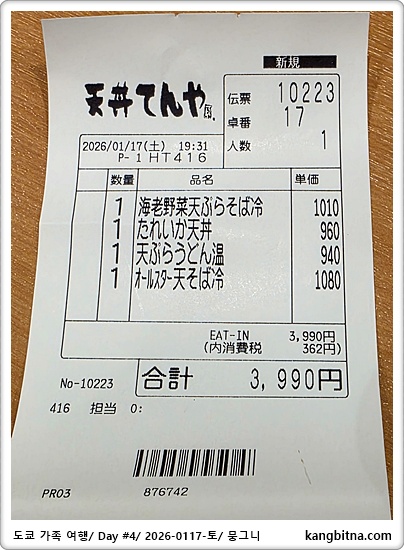 新規
天丼てんや
伝票 10223
卓番 17
人数 1
2026/01/17(土) 19:31
P- 1 HT416
数量 品名 単価
1 海老野菜天ぷらそば冷 1010
1 たれいか天丼 960
1 天ぷらうどん温 940
1 ｵｰﾙｽﾀｰ天そば冷 1080
EAT-IN 3,990円
(内消費税 362円)
No-10223
合計 3,990円
416 担当 0:
PR03 876742
도쿄 가족 여행/ Day #4/ 2026-0117-토/ 뭉그니
kangbitna.com